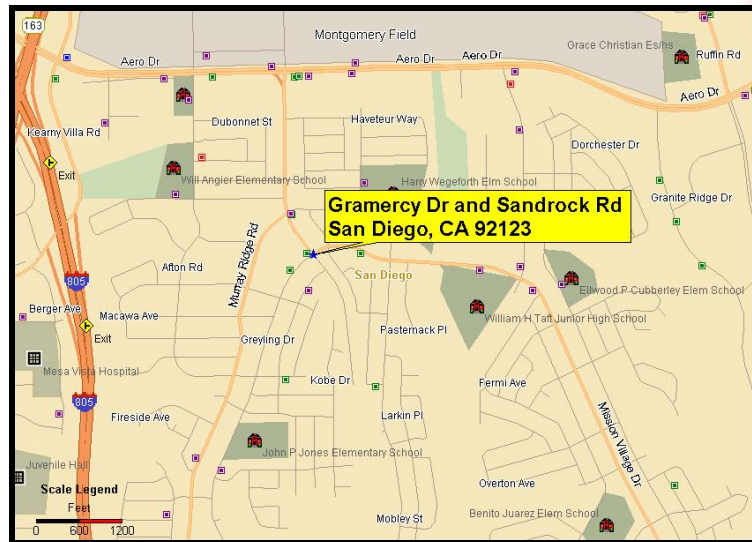 163
Montgomery Field
Grace Christian Es/hs
Ruffin Rd
Aero Dr
Aero Dr
Aero Dr
Aero Dr
Dubonnet St
Haveteur Way
Kearny Villa Rd
Dorchester Dr
Exit
Will Angier Elementary School
Harry Wegeforth Elm School
Granite Ridge Dr
Gramercy Dr and Sandrock Rd
San Diego, CA 92123
Murray Ridge Rd
Afton Rd
San Diego
805
Ellwood P Cubberley Elem School
Berger Ave
Macawa Ave
William H Taft Junior High School
Exit
Greyling Dr
Pasternack Pl
Mesa Vista Hospital
Kobe Dr
Fermi Ave
805
Fireside Ave
Larkin Pl
Mission Village Dr
John P Jones Elementary School
Juvenile Hall
Overton Ave
Scale Legend
Feet
0 600 1200
Mobley St
Benito Juarez Elem School